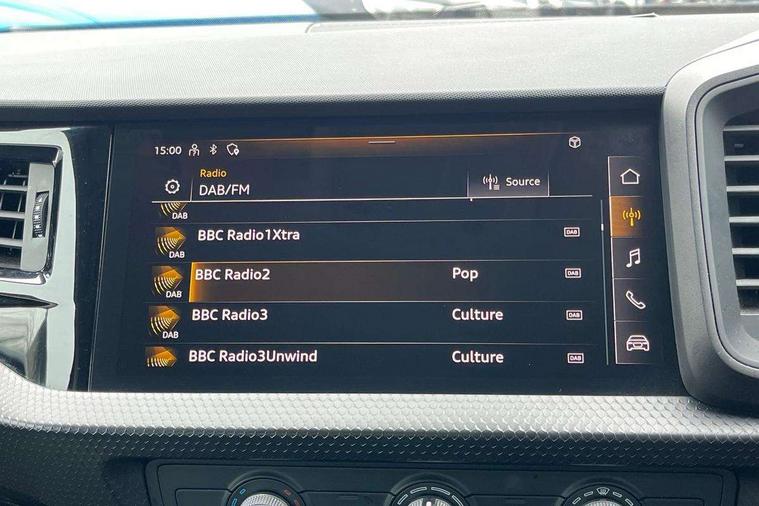 15:00
Radio
DAB/FM
Source
DAB
BBC Radio1Xtra
DAB
DAB
BBC Radio2
Pop
DAB
DAB
BBC Radio3
Culture
DAB
DAB
BBC Radio3Unwind
Culture
DAB